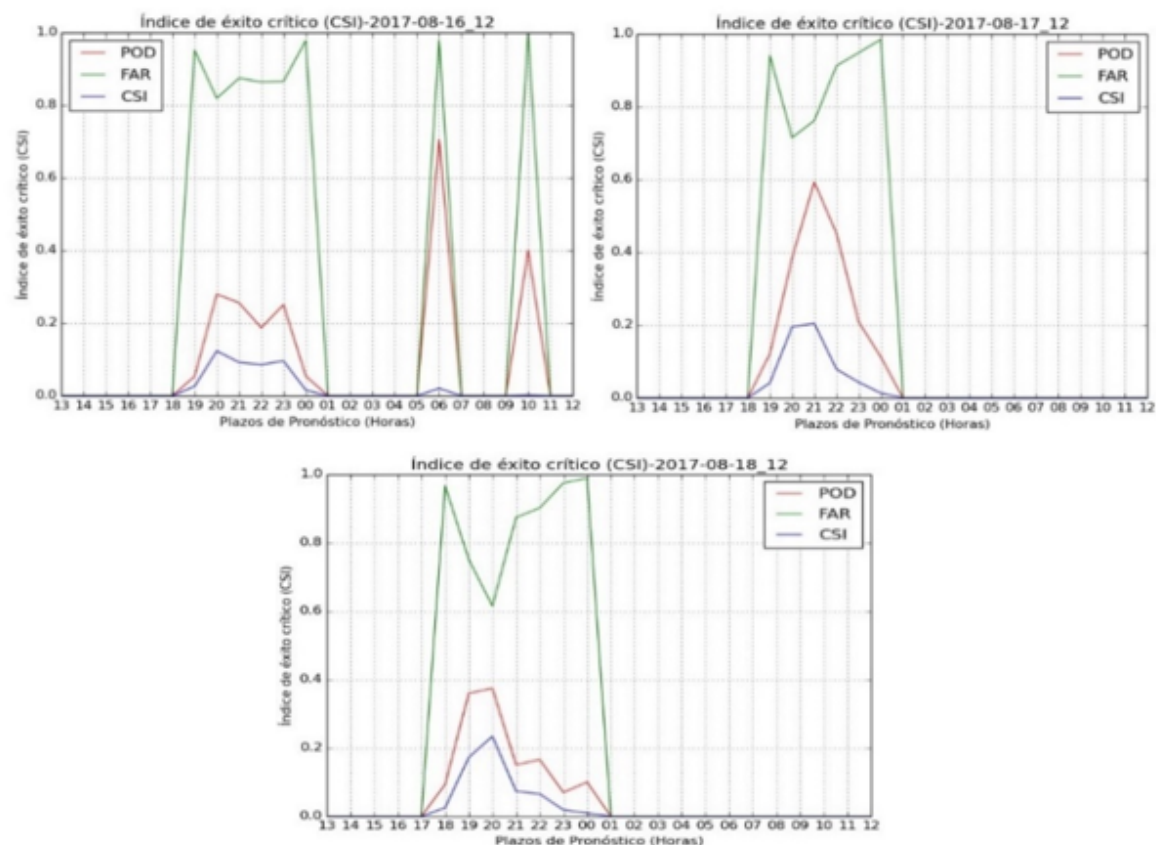 Índice de éxito crítico (CSI)-2017-08-16_12
Índice de éxito crítico (CSI)
1.0
0.8
0.6
0.4
0.2
0.0
POD
FAR
CSI
13 14 15 16 17 18 19 20 21 22 23 00 01 02 03 04 05 06 07 08 09 10 11 12
Plazos de Pronóstico (Horas)
Índice de éxito crítico (CSI)-2017-08-17_12
Índice de éxito crítico (CSI)
1.0
0.8
0.6
0.4
0.2
0.0
POD
FAR
CSI
13 14 15 16 17 18 19 20 21 22 23 00 01 02 03 04 05 06 07 08 09 10 11 12
Plazos de Pronóstico (Horas)
Índice de éxito crítico (CSI)-2017-08-18_12
Índice de éxito crítico (CSI)
1.0
0.8
0.6
0.4
0.2
0.0
POD
FAR
CSI
13 14 15 16 17 18 19 20 21 22 23 00 01 02 03 04 05 06 07 08 09 10 11 12
Plazos de Pronóstico (Horas)